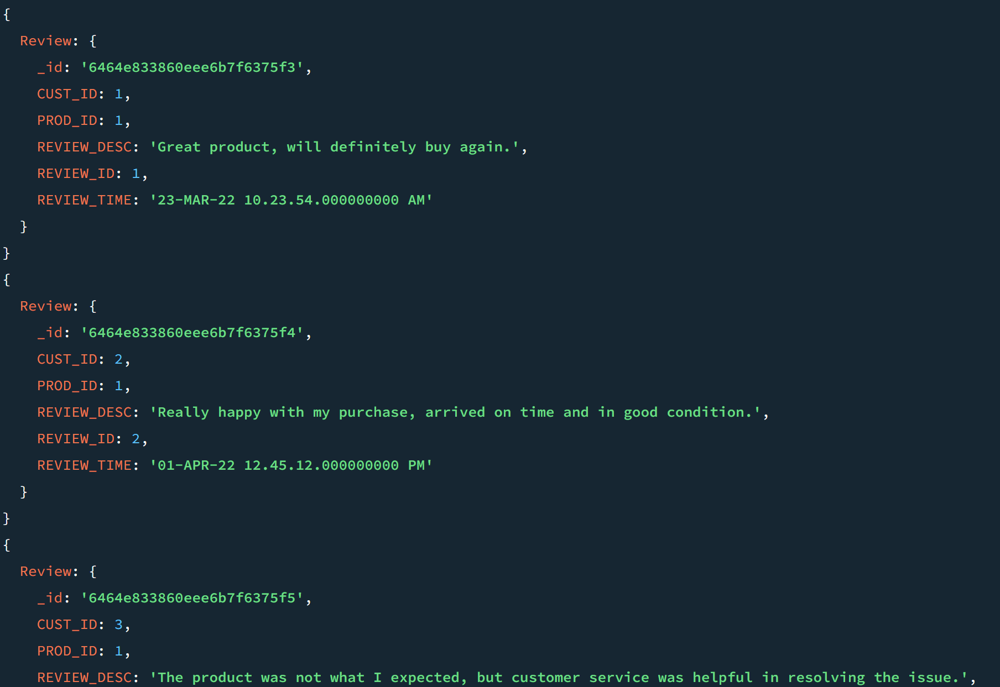 {
Review: {
_id: '6464e833860eee6b7f6375f3',
CUST_ID: 1,
PROD_ID: 1,
REVIEW_DESC: 'Great product, will definitely buy again.',
REVIEW_ID: 1,
REVIEW_TIME: '23-MAR-22 10.23.54.000000000 AM'
}
}
{
Review: {
_id: '6464e833860eee6b7f6375f4',
CUST_ID: 2,
PROD_ID: 1,
REVIEW_DESC: 'Really happy with my purchase, arrived on time and in good condition.',
REVIEW_ID: 2,
REVIEW_TIME: '01-APR-22 12.45.12.000000000 PM'
}
}
{
Review: {
_id: '6464e833860eee6b7f6375f5',
CUST_ID: 3,
PROD_ID: 1,
REVIEW_DESC: 'The product was not what I expected, but customer service was helpful in resolving the issue.',